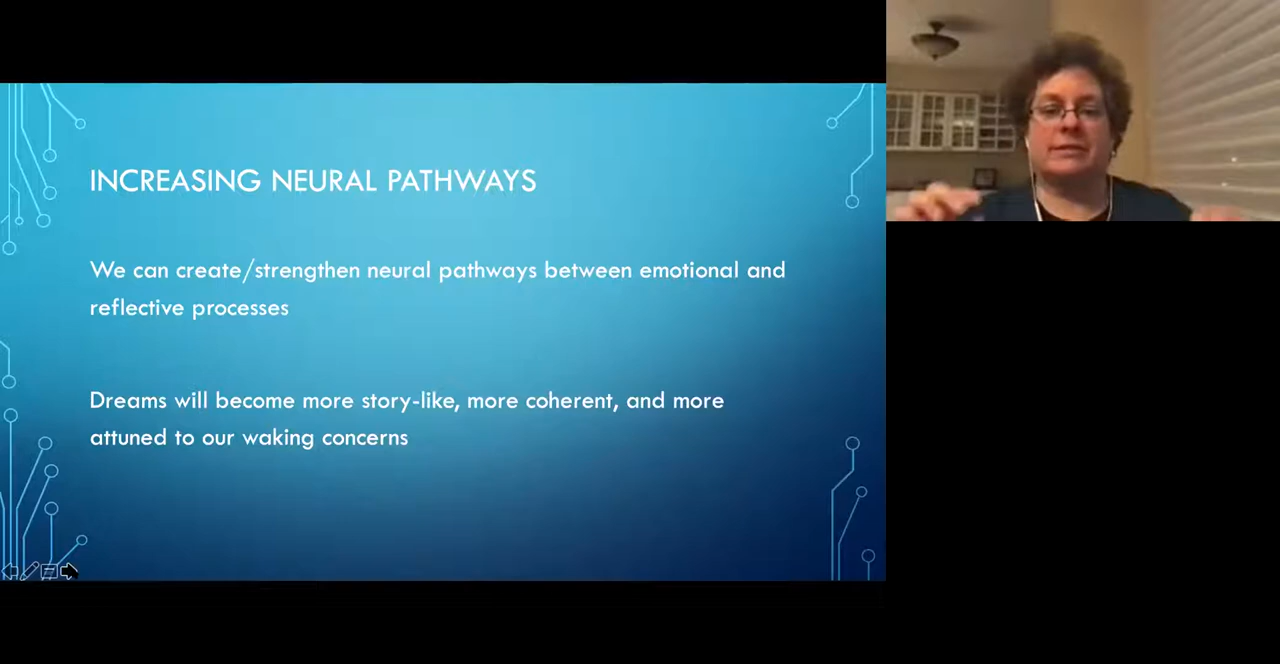 INCREASING NEURAL PATHWAYS
We can create/strengthen neural pathways between emotional and
reflective processes
Dreams will become more story-like, more coherent, and more
attuned to our waking concerns